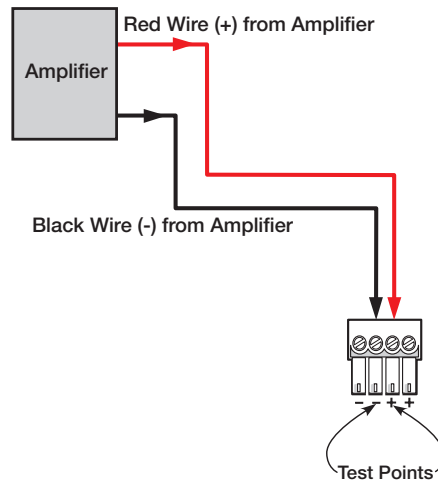 Red Wire (+) from Amplifier
Amplifier
Black Wire (-) from Amplifier
- - + +
Test Points